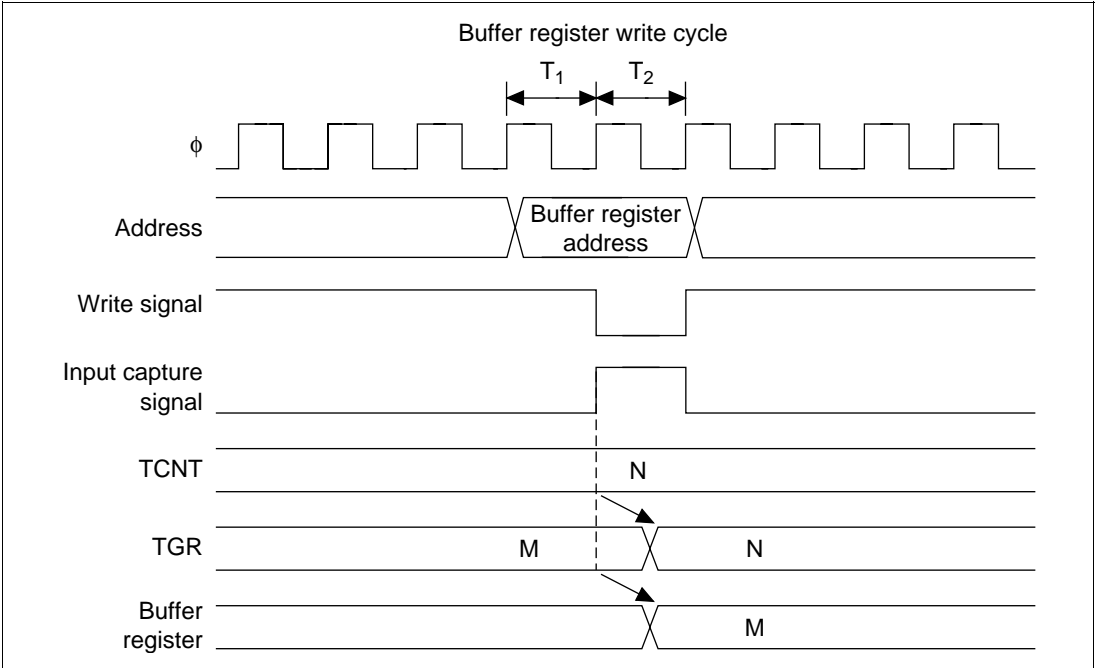 Buffer register write cycle
T1 T2
ϕ
Address
Buffer register
address
Write signal
Input capture
signal
TCNT
N
TGR
M
N
Buffer
register
M